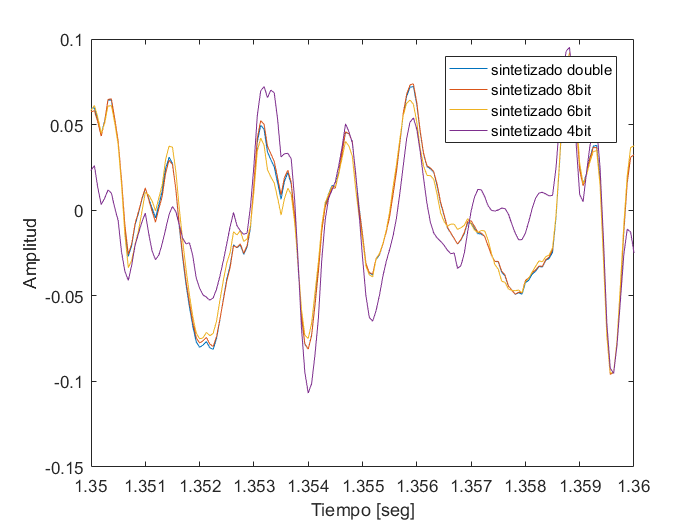 0.1
0.05
0
-0.05
-0.1
-0.15
Amplitud
sintetizado double
sintetizado 8bit
sintetizado 6bit
sintetizado 4bit
1.35 1.351 1.352 1.353 1.354 1.355 1.356 1.357 1.358 1.359 1.36
Tiempo [seg]